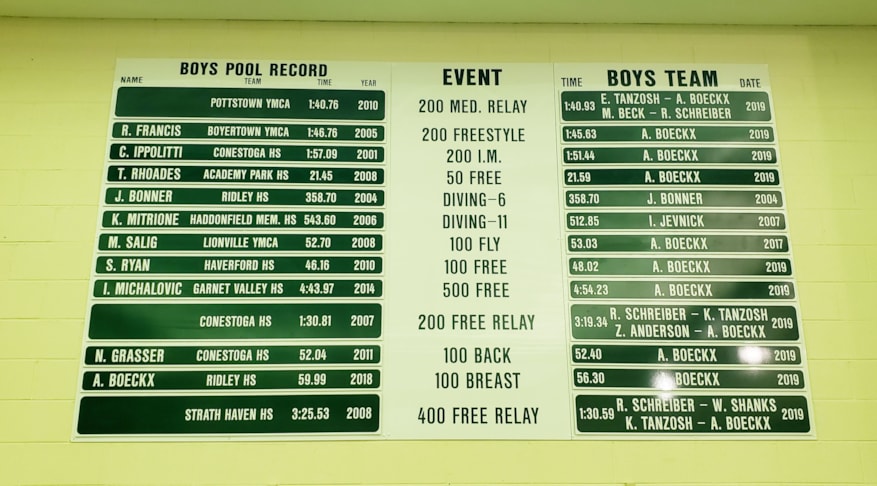 BOYS POOL RECORD EVENT BOYS TEAM
NAME TEAM TIME YEAR TIME DATE
POTTSTOWN YMCA 1:40.76 2010 200 MED. RELAY 1:40.93 E. TANZOSH – A. BOECKX 2019
M. BECK – R. SCHREIBER
R. FRANCIS BOYERTOWN YMCA 1:46.76 2005 200 FREESTYLE 1:45.63 A. BOECKX 2019
C. IPPOLITTI CONESTOGA HS 1:57.09 2001 200 I.M. 1:51.44 A. BOECKX 2019
T. RHOADES ACADEMY PARK HS 21.45 2008 50 FREE 21.59 A. BOECKX 2019
J. BONNER RIDLEY HS 358.70 2004 DIVING–6 358.70 J. BONNER 2004
K. MITRIONE HADDONFIELD MEM. HS 543.60 2006 DIVING–11 512.85 I. JEVNICK 2007
M. SALIG LIONVILLE YMCA 52.70 2008 100 FLY 53.03 A. BOECKX 2017
S. RYAN HAVERFORD HS 46.16 2010 100 FREE 48.02 A. BOECKX 2019
I. MICHALOVIC GARNET VALLEY HS 4:43.97 2014 500 FREE 4:54.23 A. BOECKX 2019
CONESTOGA HS 1:30.81 2007 200 FREE RELAY 3:19.34 R. SCHREIBER – K. TANZOSH 2019
Z. ANDERSON – A. BOECKX
N. GRASSER CONESTOGA HS 52.04 2011 100 BACK 52.40 A. BOECKX 2019
A. BOECKX RIDLEY HS 59.99 2018 100 BREAST 56.30 A. BOECKX 2019
STRATH HAVEN HS 3:25.53 2008 400 FREE RELAY 1:30.59 R. SCHREIBER – W. SHANKS 2019
K. TANZOSH – A. BOECKX